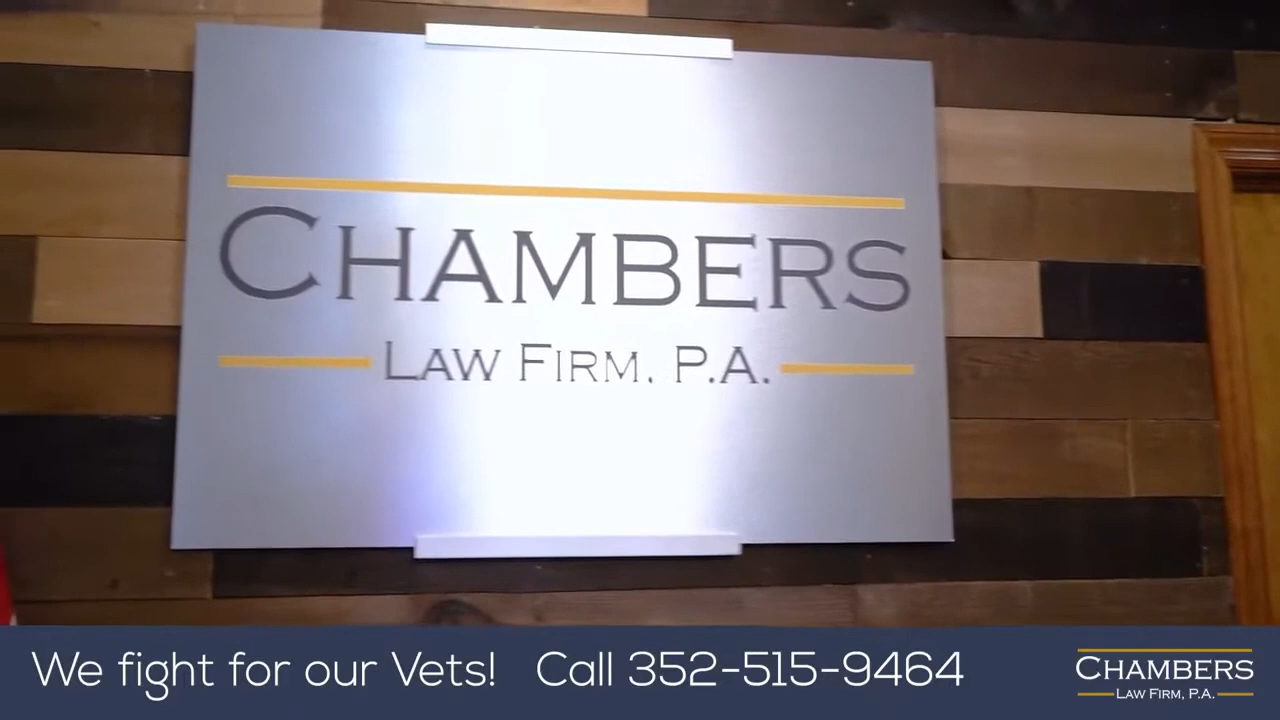 CHAMBERS
LAW FIRM, P.A.
We fight for our Vets! Call 352-515-9464
CHAMBERS
LAW FIRM, P.A.